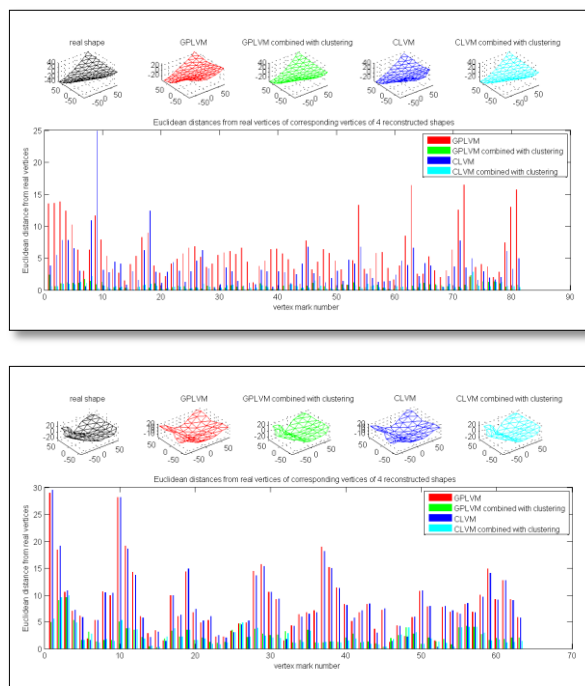 real shape
GPLVM
GPLVM combined with clustering
CLVM
CLVM combined with clustering
Euclidean distances from real vertices of corresponding vertices of 4 reconstructed shapes
GPLVM
GPLVM combined with clustering
CLVM
CLVM combined with clustering
Euclidean distance from real vertices
25
20
15
10
5
0
0 10 20 30 40 50 60 70 80 90
vertex mark number
real shape
GPLVM
GPLVM combined with clustering
CLVM
CLVM combined with clustering
Euclidean distances from real vertices of corresponding vertices of 4 reconstructed shapes
GPLVM
GPLVM combined with clustering
CLVM
CLVM combined with clustering
Euclidean distance from real vertices
30
25
20
15
10
5
0
0 10 20 30 40 50 60 70
vertex mark number